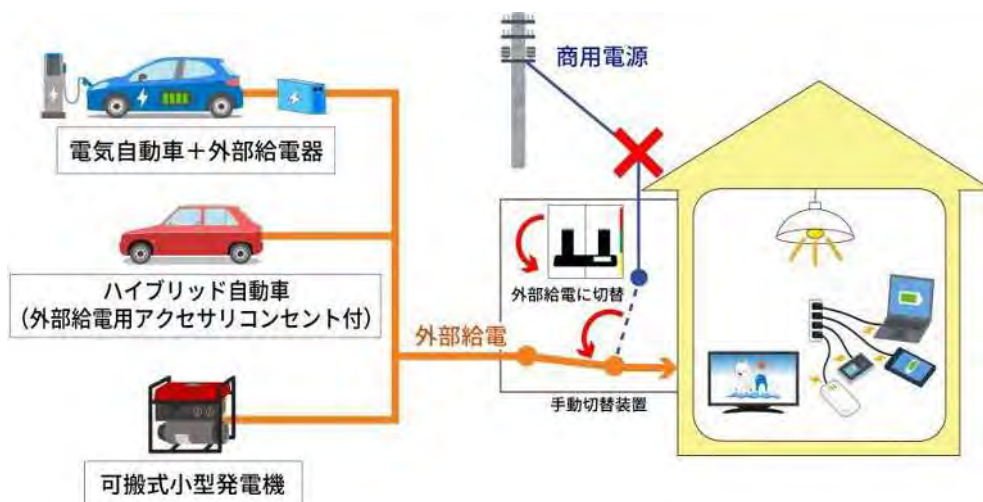 電気自動車＋外部給電器
ハイブリッド自動車
（外部給電用アクセサリコンセント付）
可搬式小型発電機
外部給電
商用電源
外部給電に切替
手動切替装置